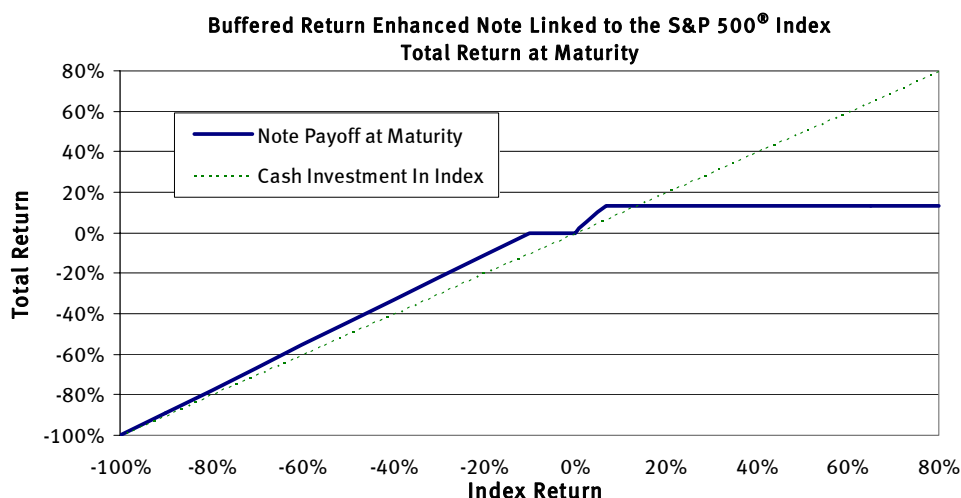 Buffered Return Enhanced Note Linked to the S&P 500® Index
Total Return at Maturity
80%
60%
40%
20%
0%
-20%
-40%
-60%
-80%
-100%
Total Return
Note Payoff at Maturity
Cash Investment In Index
-100% -80% -60% -40% -20% 0% 20% 40% 60% 80%
Index Return